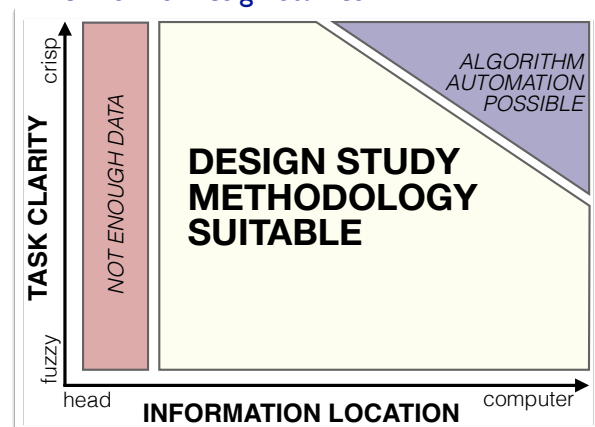 crisp
TASK CLARITY
fuzzy
NOT ENOUGH DATA
DESIGN STUDY
METHODOLOGY
SUITABLE
ALGORITHM
AUTOMATION
POSSIBLE
head
INFORMATION LOCATION
computer